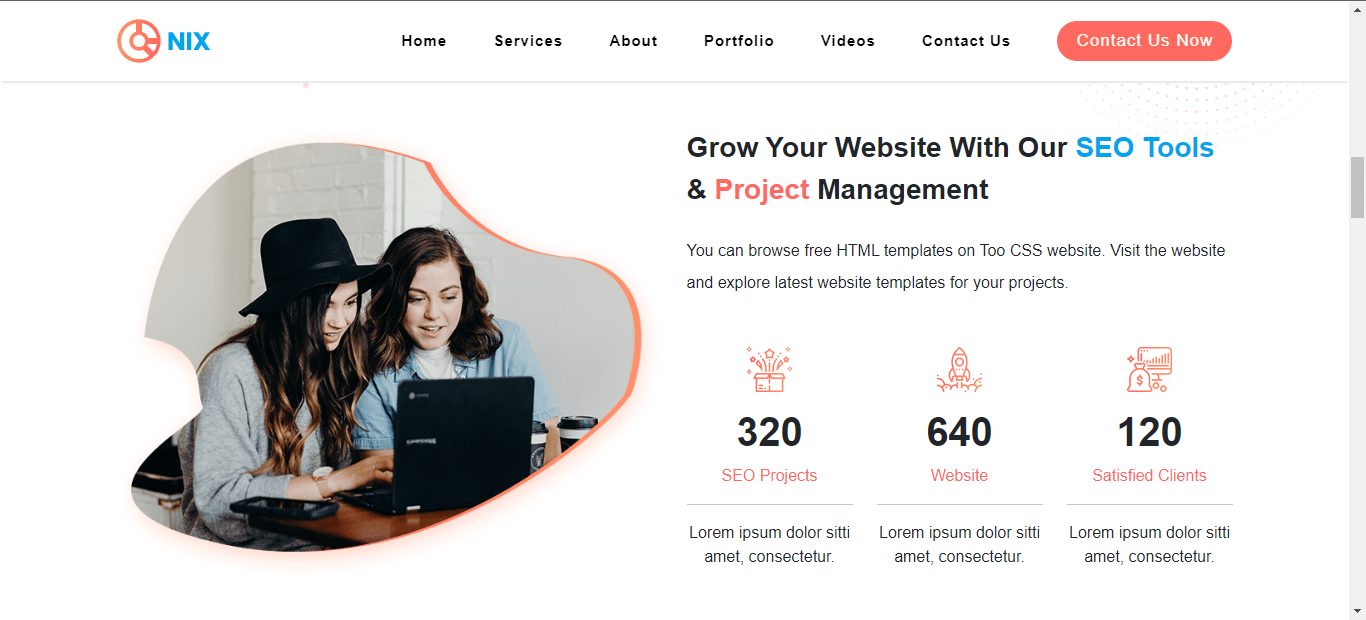 NIX
Home Services About Portfolio Videos Contact Us Contact Us Now
Grow Your Website With Our SEO Tools
& Project Management
You can browse free HTML templates on Too CSS website. Visit the website
and explore latest website templates for your projects.
320 640 120
SEO Projects Website Satisfied Clients
Lorem ipsum dolor sitti Lorem ipsum dolor sitti Lorem ipsum dolor sitti
amet, consectetur. amet, consectetur. amet, consectetur.
SAMSUNG